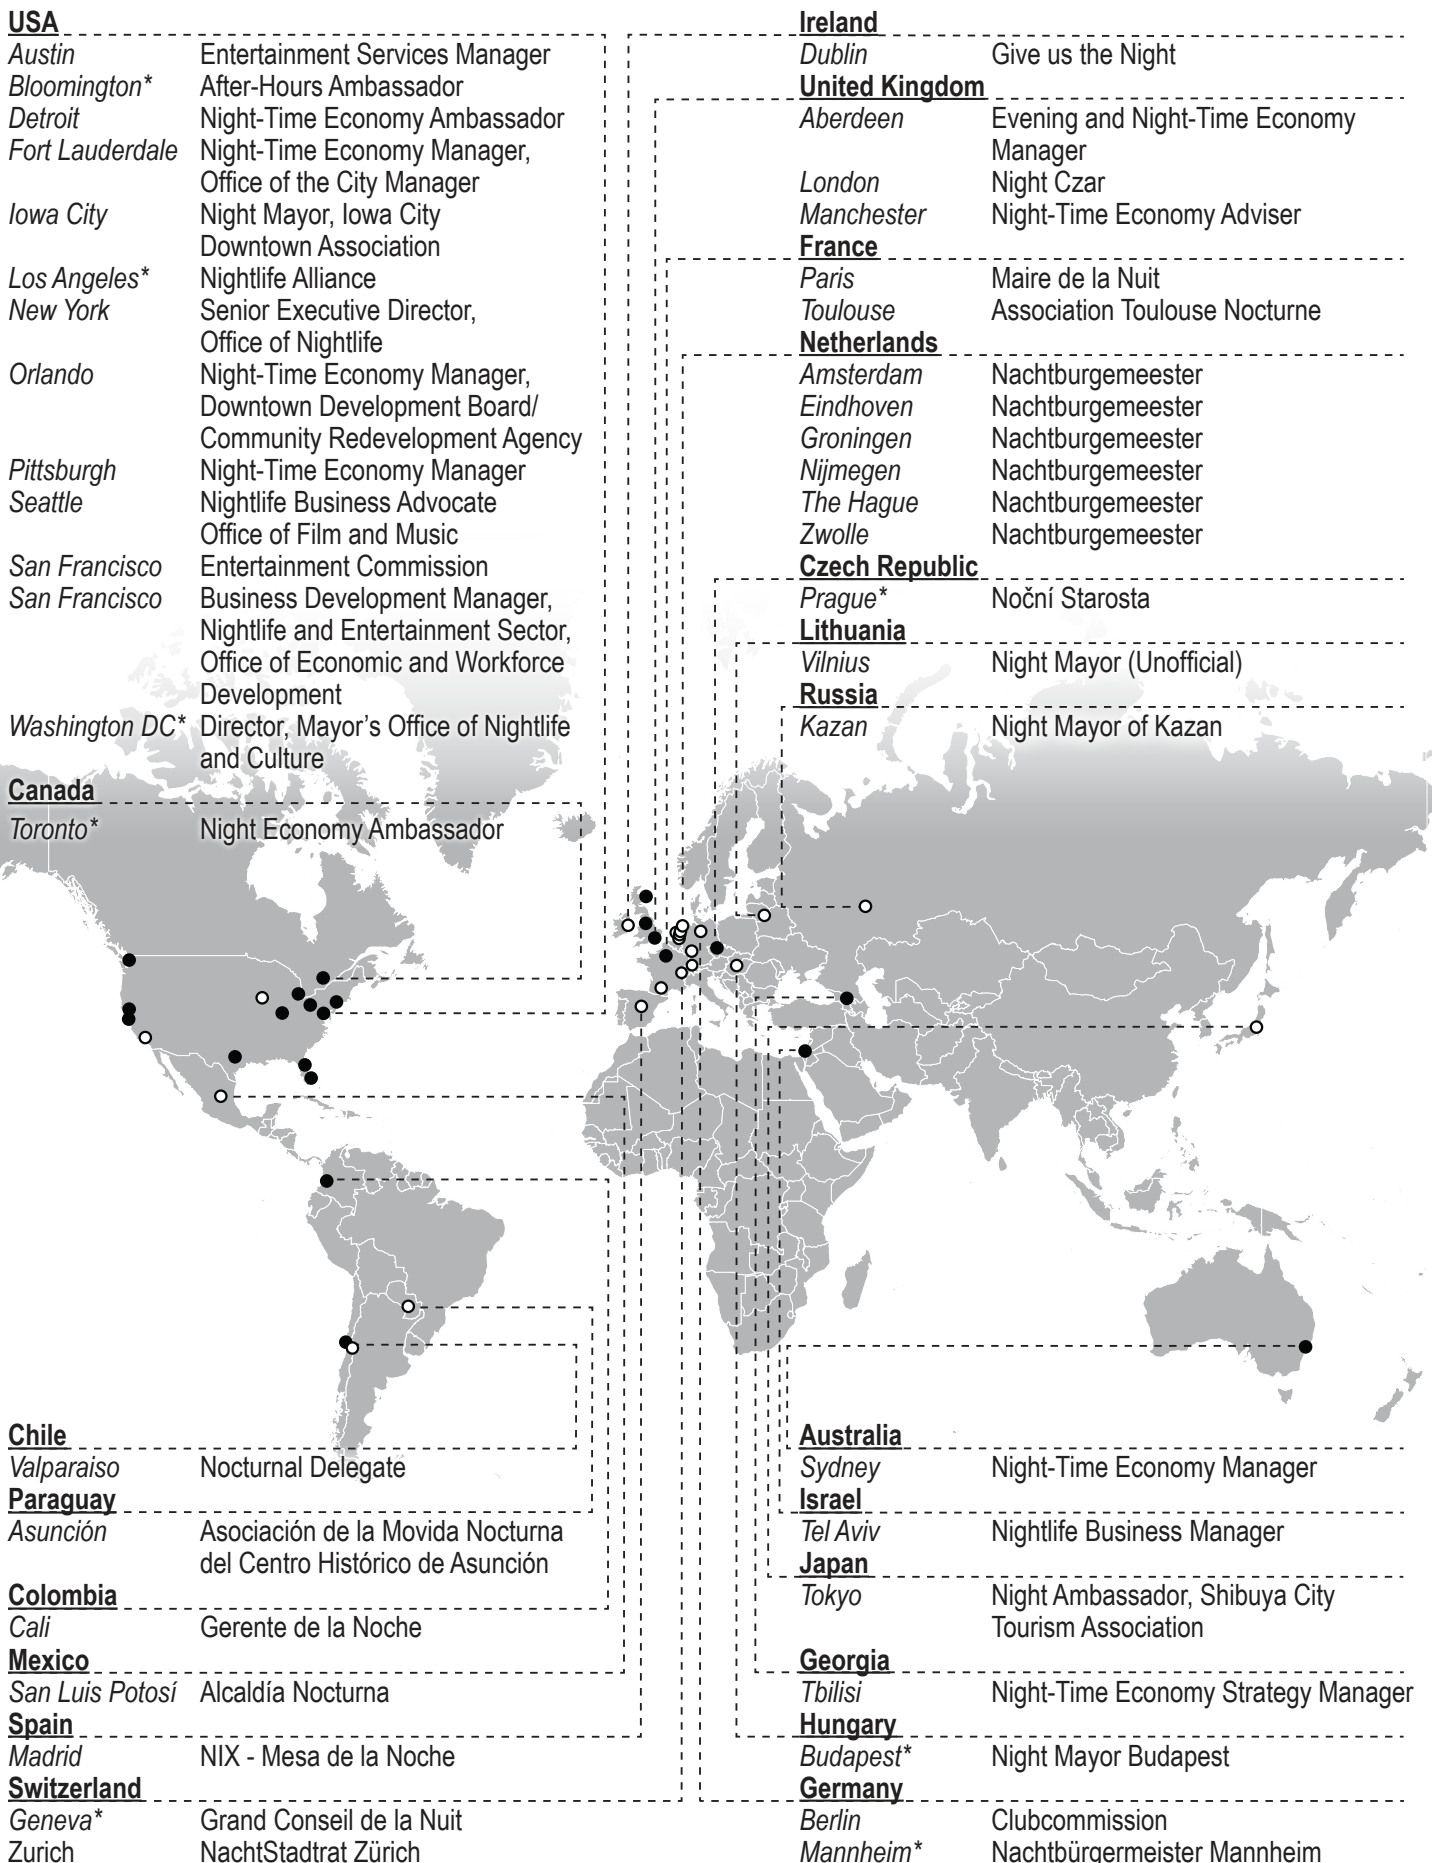 USA
Austin Entertainment Services Manager
Bloomington* After-Hours Ambassador
Detroit Night-Time Economy Ambassador
Fort Lauderdale Night-Time Economy Manager,
Office of the City Manager
Iowa City Night Mayor, Iowa City
Downtown Association
Los Angeles* Nightlife Alliance
New York Senior Executive Director,
Office of Nightlife
Orlando Night-Time Economy Manager,
Downtown Development Board/
Community Redevelopment Agency
Pittsburgh Night-Time Economy Manager
Seattle Nightlife Business Advocate
Office of Film and Music
San Francisco Entertainment Commission
San Francisco Business Development Manager,
Nightlife and Entertainment Sector,
Office of Economic and Workforce
Development
Washington DC* Director, Mayor's Office of Nightlife
and Culture
Canada
Toronto* Night Economy Ambassador
Chile
Valparaiso Nocturnal Delegate
Paraguay
Asunción Asociación de la Movida Nocturna
del Centro Histórico de Asunción
Colombia
Cali Gerente de la Noche
Mexico
San Luis Potosí Alcaldía Nocturna
Spain
Madrid NIX - Mesa de la Noche
Switzerland
Geneva* Grand Conseil de la Nuit
Zurich NachtStadtrat Zürich
Ireland
Dublin Give us the Night
United Kingdom
Aberdeen Evening and Night-Time Economy
Manager
London Night Czar
Manchester Night-Time Economy Adviser
France
Paris Maire de la Nuit
Toulouse Association Toulouse Nocturne
Netherlands
Amsterdam Nachtburgemeester
Eindhoven Nachtburgemeester
Groningen Nachtburgemeester
Nijmegen Nachtburgemeester
The Hague Nachtburgemeester
Zwolle Nachtburgemeester
Czech Republic
Prague* Noční Starosta
Lithuania
Vilnius Night Mayor (Unofficial)
Russia
Kazan Night Mayor of Kazan
Australia
Sydney Night-Time Economy Manager
Israel
Tel Aviv Nightlife Business Manager
Japan
Tokyo Night Ambassador, Shibuya City
Tourism Association
Georgia
Tbilisi Night-Time Economy Strategy Manager
Hungary
Budapest* Night Mayor Budapest
Germany
Berlin Clubcommission
Mannheim* Nachtbürgermeister Mannheim